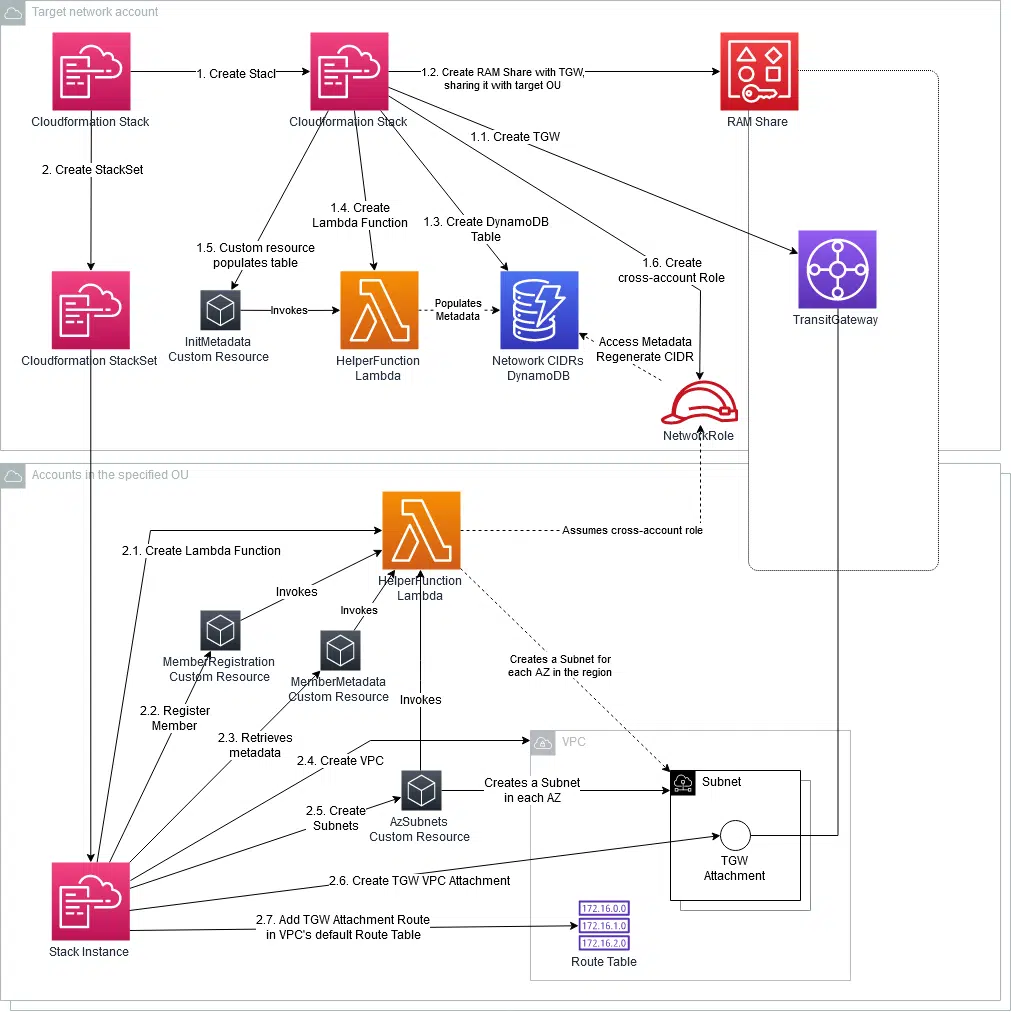 Target network account
1. Create Stacl
1.2. Create RAM Share with TGW,
sharing it with target OU
Cloudformation Stack
Cloudformation Stack
RAM Share
1.1. Create TGW
2. Create StackSet
1.4. Create
Lambda Function
1.3. Create DynamoDB
Table
1.5. Custom resource
populates table
1.6. Create
cross-account Role
Invokes
Populates
Metadata
TransitGateway
InitMetadata
Custom Resource
Access Metadata
Regenerate CIDR
Cloudformation StackSet
HelperFunction
Lambda
Netowork CIDRs
DynamoDB
NetworkRole
Accounts in the specified OU
Assumes cross-account role
2.1. Create Lambda Function
HelperFunction
Lambda
Invokes
Invokes
MemberRegistration
Custom Resource
Creates a Subnet for
each AZ in the region
MemberMetadata
Custom Resource
Invokes
2.2. Register
Member
2.3. Retrieves
metadata
VPC
2.4. Create VPC
Creates a Subnet
in each AZ
Subnet
2.5. Create
Subnets
AzSubnets
Custom Resource
TGW
Attachment
2.6. Create TGW VPC Attachment
172.16.0.0
172.16.1.0
172.16.2.0
2.7. Add TGW Attachment Route
in VPC's default Route Table
Stack Instance
Route Table